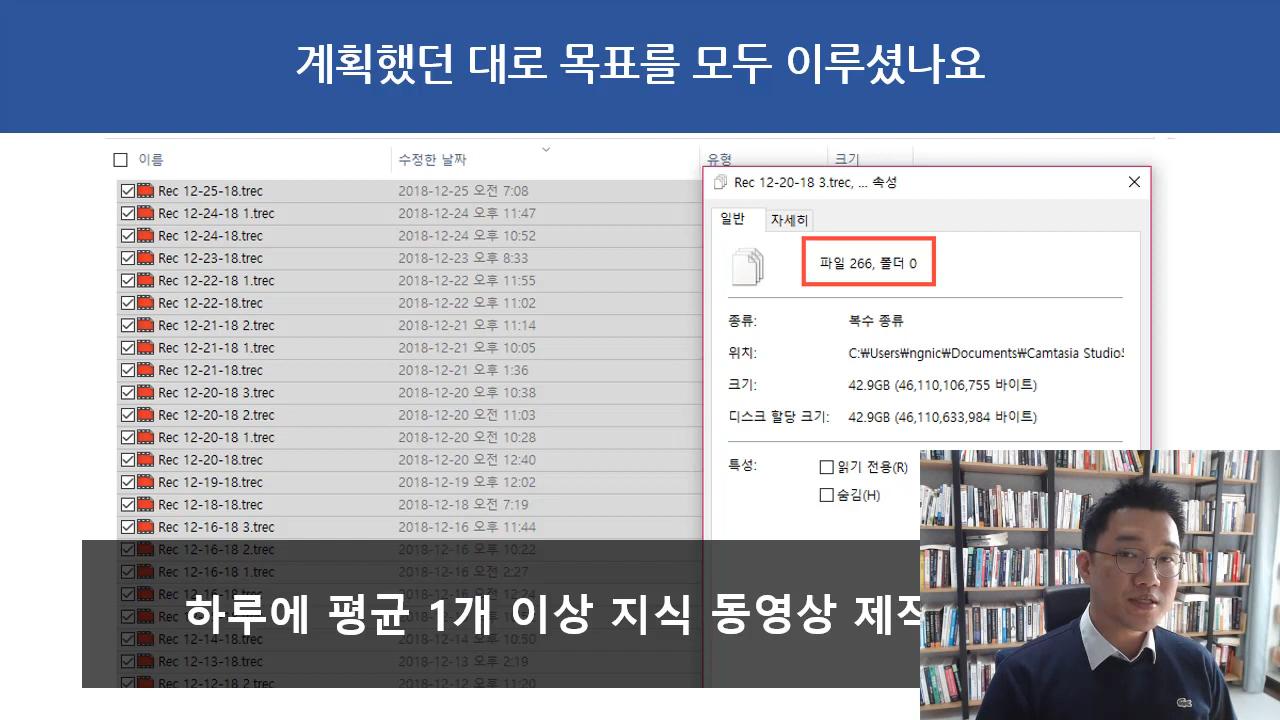 계획했던 대로 목표를 모두 이루셨나요
이름 수정한 날짜 유형 크기
Rec 12-25-18.trec 2018-12-25 오전 7:08
Rec 12-24-18 1.trec 2018-12-24 오후 11:47
Rec 12-24-18.trec 2018-12-24 오후 10:52
Rec 12-23-18.trec 2018-12-23 오후 8:33
Rec 12-22-18 1.trec 2018-12-22 오후 11:55
Rec 12-22-18.trec 2018-12-22 오후 11:02
Rec 12-21-18 2.trec 2018-12-21 오후 11:14
Rec 12-21-18 1.trec 2018-12-21 오후 10:05
Rec 12-21-18.trec 2018-12-21 오후 1:36
Rec 12-20-18 3.trec 2018-12-20 오후 10:38
Rec 12-20-18 2.trec 2018-12-20 오전 11:03
Rec 12-20-18 1.trec 2018-12-20 오전 10:28
Rec 12-20-18.trec 2018-12-20 오전 12:40
Rec 12-19-18.trec 2018-12-19 오후 12:02
Rec 12-18-18.trec 2018-12-18 오전 7:19
Rec 12-16-18 3.trec 2018-12-16 오후 11:44
Rec 12-16-18 2.trec 2018-12-16 오후 10:22
Rec 12-16-18 1.trec 2018-12-16 오전 2:27
Rec 12-16-18.trec 2018-12-16
Rec 12-14-18.trec 2018-12-14 오후 10:50
Rec 12-13-18.trec 2018-12-13 오후 2:19
Rec 12-12-18 2.trec 2018-12-12 오후 11:20
Rec 12-20-18 3.trec, ... 속성
일반 자세히
파일 266, 폴더 0
종류: 복수 종류
위치: C:₩Users₩ngnic₩Documents₩Camtasia Studio
크기: 42.9GB (46,110,106,755 바이트)
디스크 할당 크기: 42.9GB (46,110,633,984 바이트)
특성: 읽기 전용(R)
숨김(H)
하루에 평균 1개 이상 지식 동영상 제작